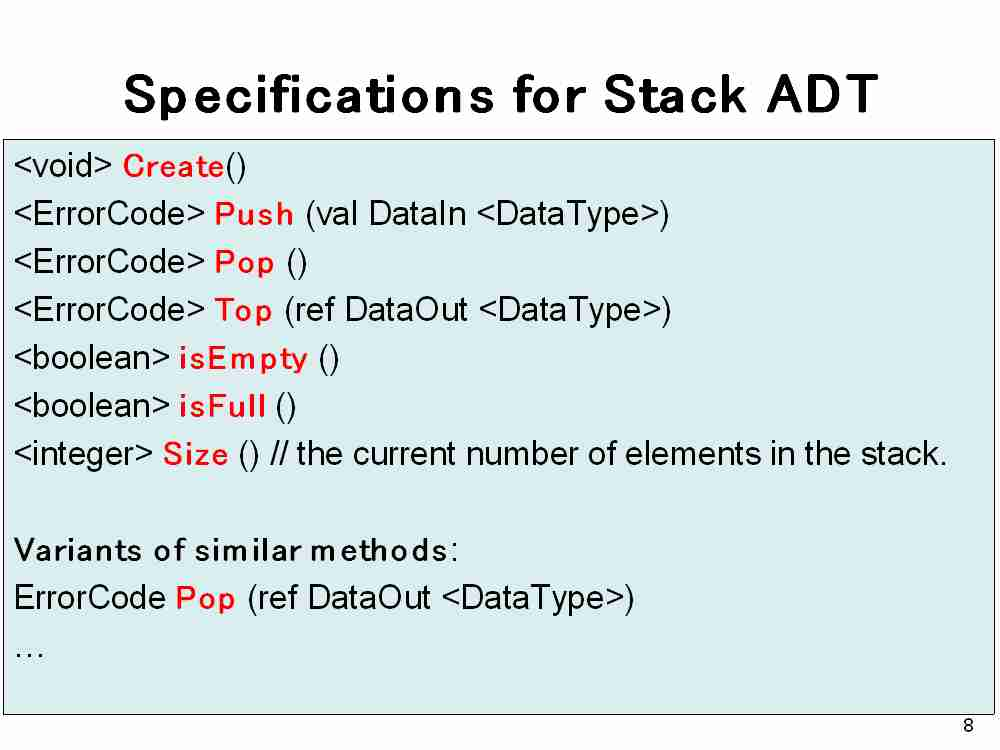 Specifications for Stack ADT
<void> Create()
<ErrorCode> Push (val DataIn <DataType>)
<ErrorCode> Pop ()
<ErrorCode> Top (ref DataOut <DataType>)
<boolean> isEmpty ()
<boolean> isFull ()
<integer> Size () // the current number of elements in the stack.
Variants of similar methods:
ErrorCode Pop (ref DataOut <DataType>)
…
8